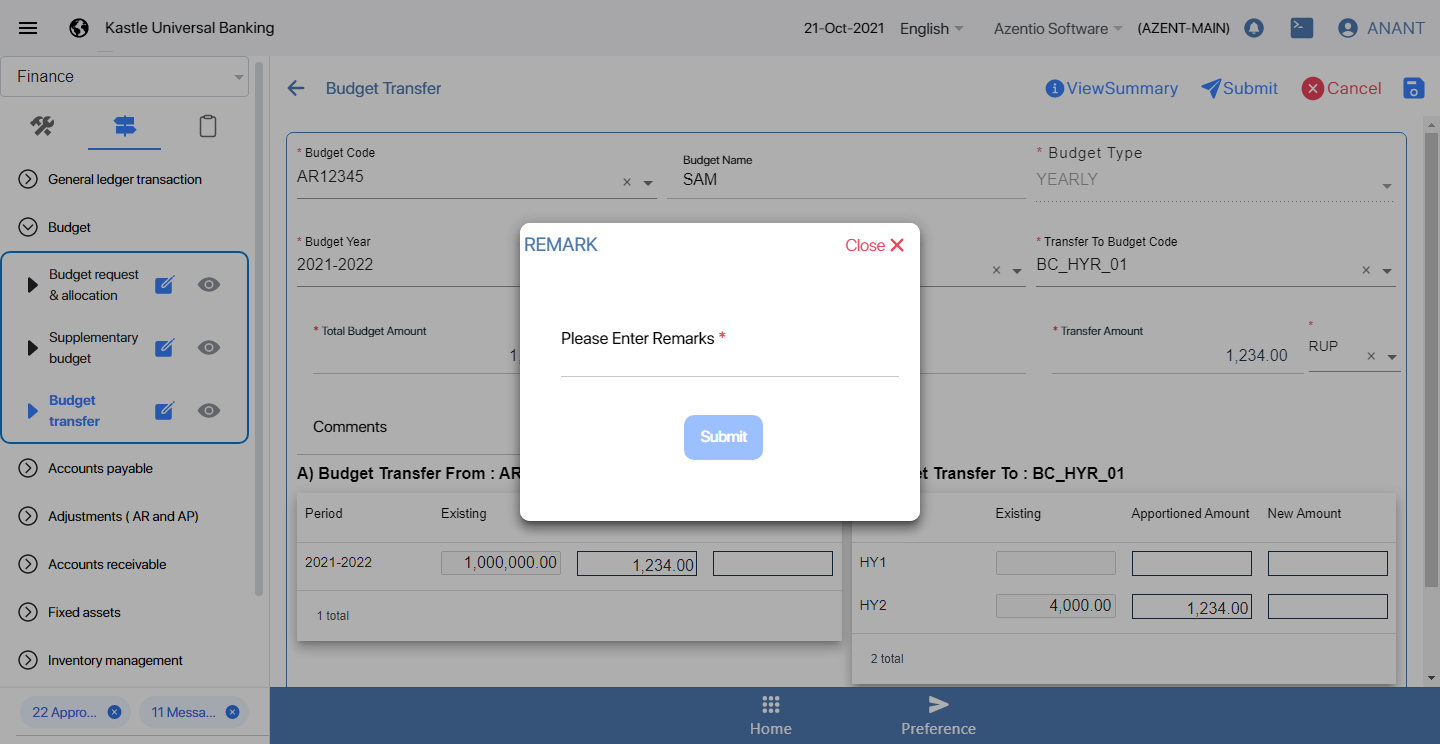 Kastle Universal Banking
21-Oct-2021
English
Azentio Software
(AZENT-MAIN)
ANANT
Finance
Budget Transfer
ViewSummary
Submit
Cancel
General ledger transaction
Budget
Budget request
& allocation
Supplementary
budget
Budget
transfer
Accounts payable
Adjustments ( AR and AP)
Accounts receivable
Fixed assets
Inventory management
22 Appro...
11 Messa...
* Budget Code
AR12345
Budget Name
SAM
* Budget Type
YEARLY
* Budget Year
2021-2022
* Transfer To Budget Code
BC_HYR_01
* Total Budget Amount
1,
* Transfer Amount
1,234.00
*
RUP
Comments
REMARK
Close
Please Enter Remarks *
Submit
A) Budget Transfer From : AR
et Transfer To : BC_HYR_01
Period
Existing
2021-2022
1,000,000.00
1,234.00
1 total
Existing
Apportioned Amount
New Amount
HY1
HY2
4,000.00
1,234.00
2 total
Home
Preference